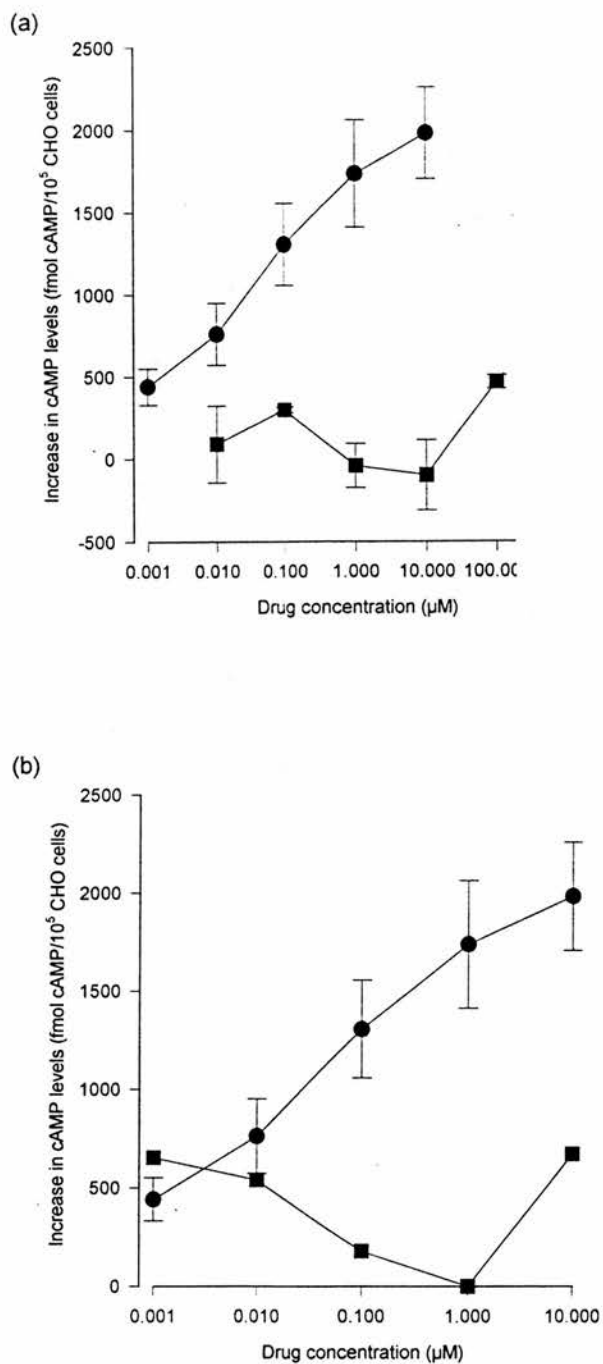 (a)
2500
2000
1500
1000
500
0
-500
Increase in cAMP levels (fmol cAMP/10⁵ CHO cells)
0.001 0.010 0.100 1.000 10.000 100.00
Drug concentration (µM)
(b)
2500
2000
1500
1000
500
0
Increase in cAMP levels (fmol cAMP/10⁵ CHO cells)
0.001 0.010 0.100 1.000 10.000
Drug concentration (µM)